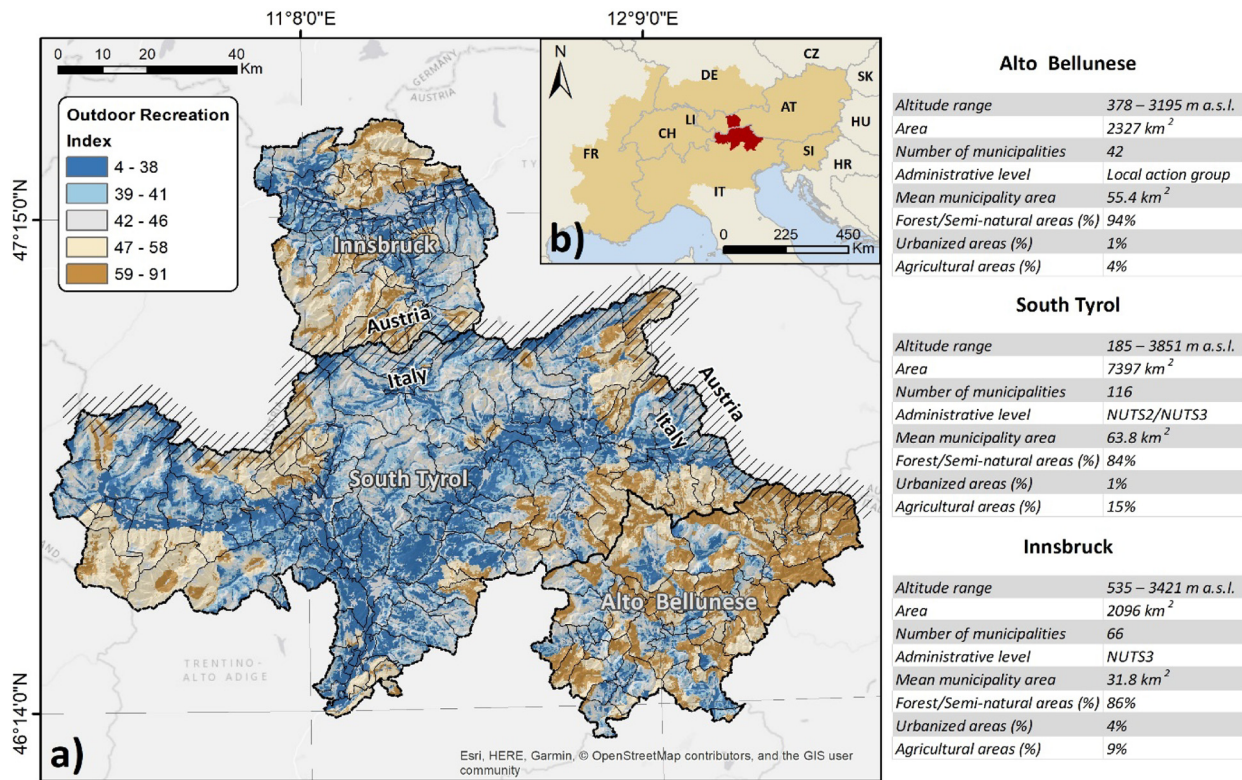 11°8'0"E
12°9'0"E
47°15'0"N
46°14'0"N
0 10 20 40
Km
Outdoor Recreation
Index
4 - 38
39 - 41
42 - 46
47 - 58
59 - 91
GERMANY
AUSTRIA
Innsbruck
Austria
Italy
Austria
Italy
South Tyrol
Alto Bellunese
TRENTINO-
ALTO ADIGE
a)
Esri, HERE, Garmin, © OpenStreetMap contributors, and the GIS user
community
N
CZ
DE
SK
AT
LI
HU
CH
FR
SI
HR
IT
b)
0 225 450
Km
Alto Bellunese
Altitude range 378 – 3195 m a.s.l.
Area 2327 km²
Number of municipalities 42
Administrative level Local action group
Mean municipality area 55.4 km²
Forest/Semi-natural areas (%) 94%
Urbanized areas (%) 1%
Agricultural areas (%) 4%
South Tyrol
Altitude range 185 – 3851 m a.s.l.
Area 7397 km²
Number of municipalities 116
Administrative level NUTS2/NUTS3
Mean municipality area 63.8 km²
Forest/Semi-natural areas (%) 84%
Urbanized areas (%) 1%
Agricultural areas (%) 15%
Innsbruck
Altitude range 535 – 3421 m a.s.l.
Area 2096 km²
Number of municipalities 66
Administrative level NUTS3
Mean municipality area 31.8 km²
Forest/Semi-natural areas (%) 86%
Urbanized areas (%) 4%
Agricultural areas (%) 9%